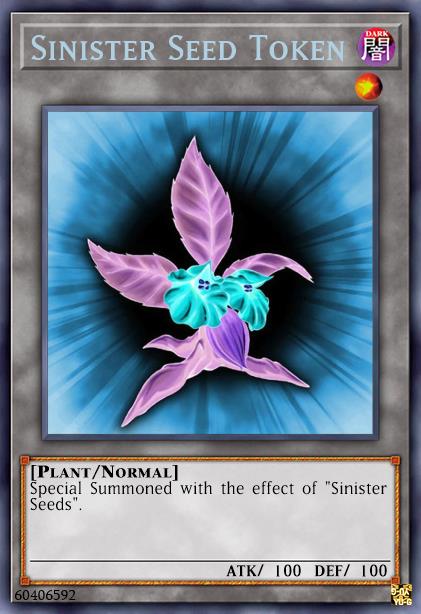 SINISTER SEED TOKEN
DARK
闇
[PLANT/NORMAL]
Special Summoned with the effect of "Sinister
Seeds".
ATK/ 100 DEF/ 100
60406592